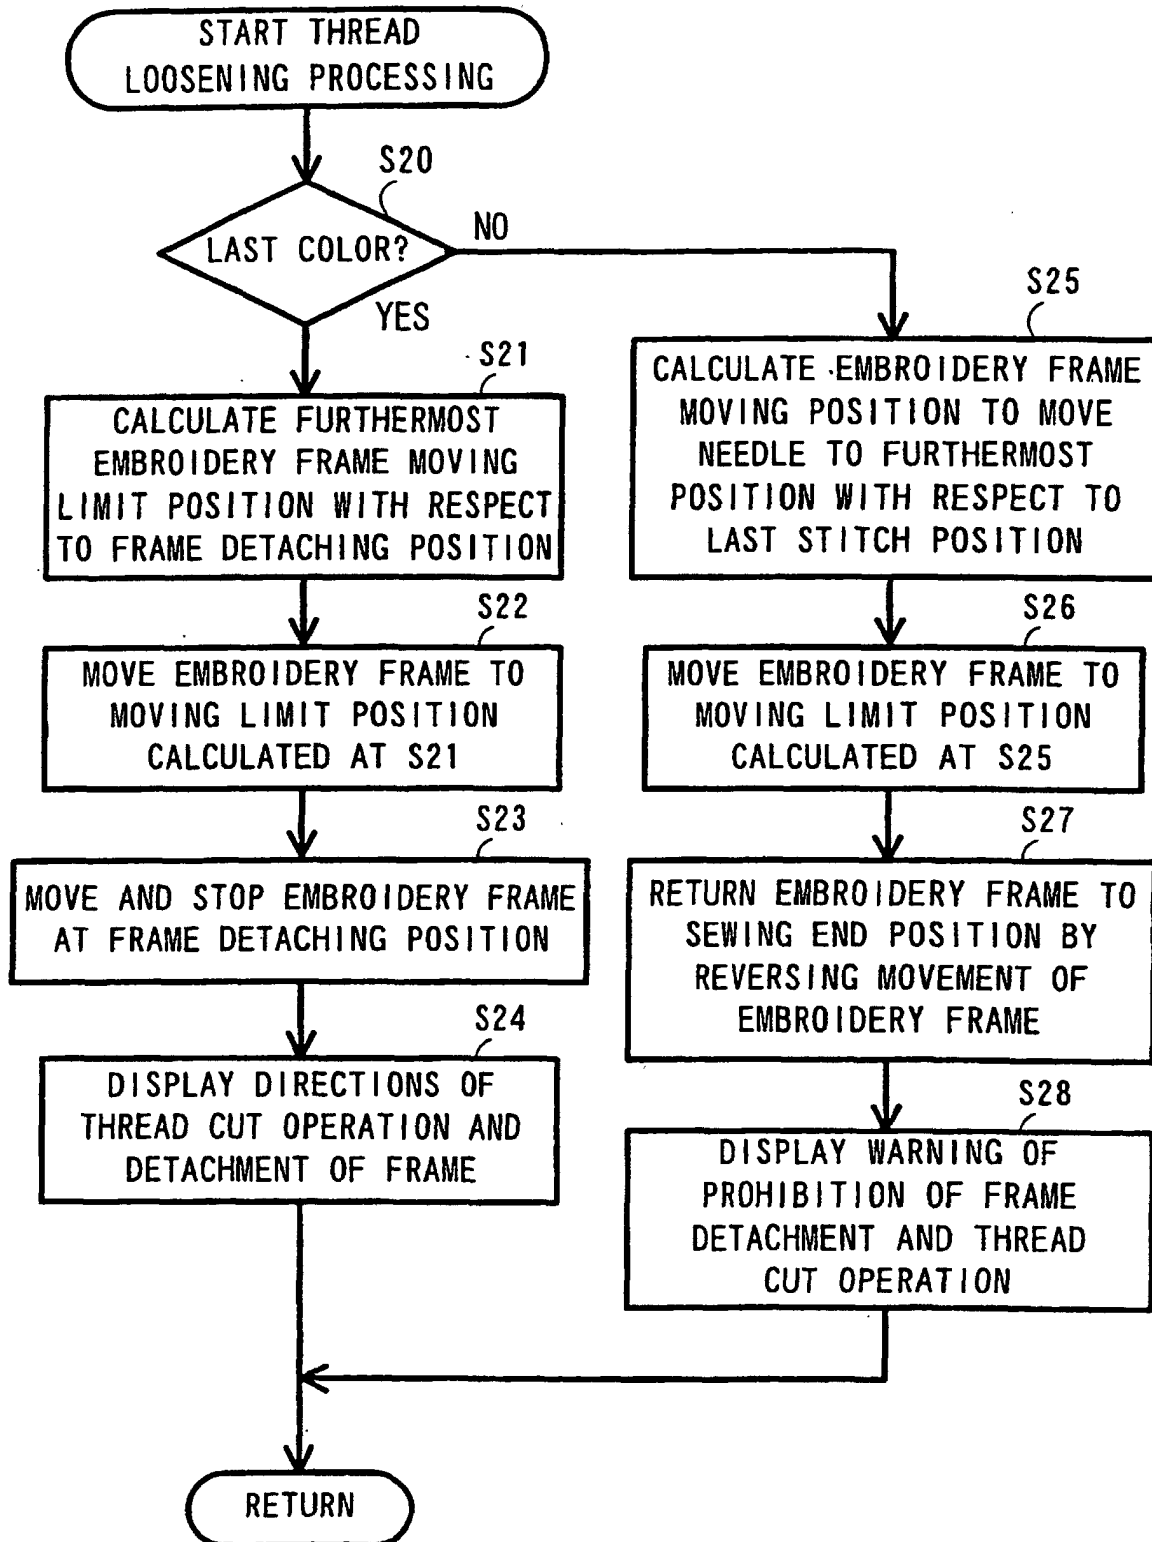 START THREAD
LOOSENING PROCESSING
S20
LAST COLOR?
NO
YES
S21
CALCULATE FURTHERMOST
EMBROIDERY FRAME MOVING
LIMIT POSITION WITH RESPECT
TO FRAME DETACHING POSITION
S22
MOVE EMBROIDERY FRAME TO
MOVING LIMIT POSITION
CALCULATED AT S21
S23
MOVE AND STOP EMBROIDERY FRAME
AT FRAME DETACHING POSITION
S24
DISPLAY DIRECTIONS OF
THREAD CUT OPERATION AND
DETACHMENT OF FRAME
S25
CALCULATE EMBROIDERY FRAME
MOVING POSITION TO MOVE
NEEDLE TO FURTHERMOST
POSITION WITH RESPECT TO
LAST STITCH POSITION
S26
MOVE EMBROIDERY FRAME TO
MOVING LIMIT POSITION
CALCULATED AT S25
S27
RETURN EMBROIDERY FRAME TO
SEWING END POSITION BY
REVERSING MOVEMENT OF
EMBROIDERY FRAME
S28
DISPLAY WARNING OF
PROHIBITION OF FRAME
DETACHMENT AND THREAD
CUT OPERATION
RETURN